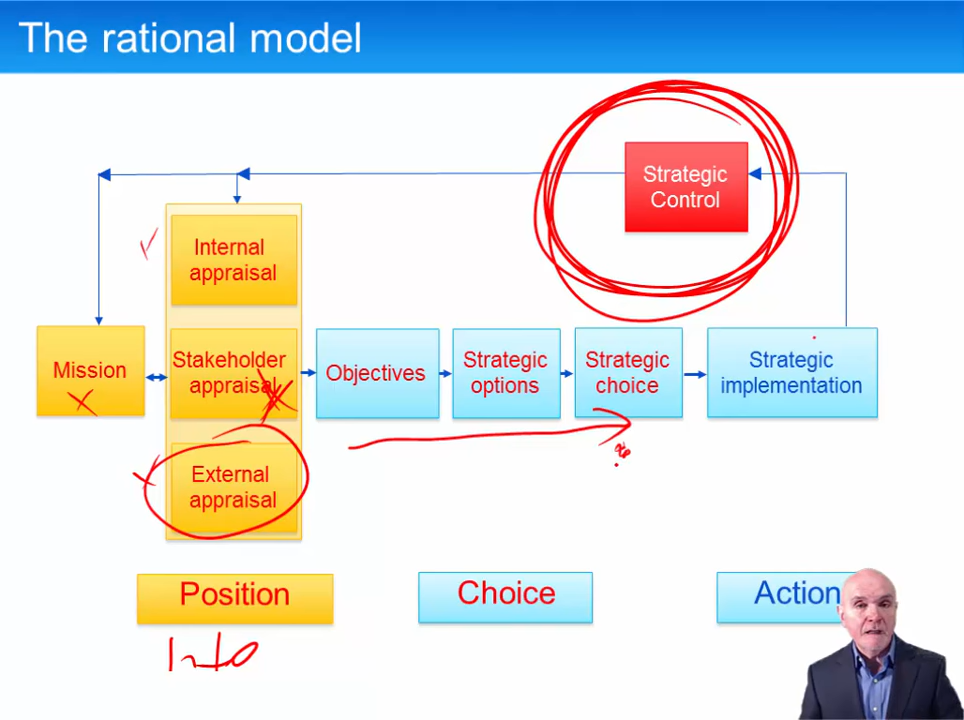 The rational model
Strategic
Control
Internal
appraisal
Mission
Stakeholder
appraisal
Objectives
Strategic
options
Strategic
choice
Strategic
implementation
External
appraisal
Position
Choice
Action
Info